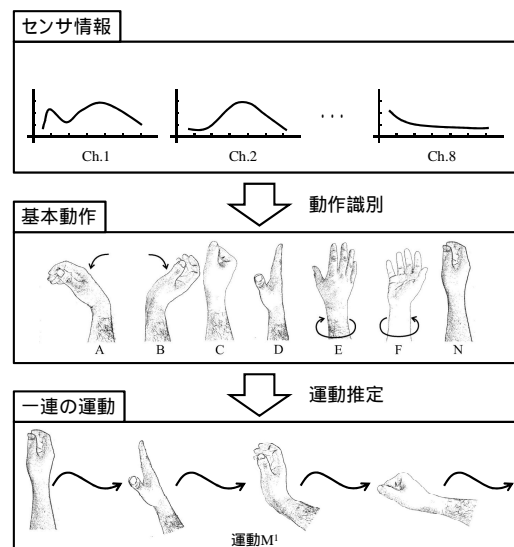 センサ情報
Ch.1
Ch.2
...
Ch.8
動作識別
基本動作
A B C D E F N
運動推定
一連の運動
運動M¹